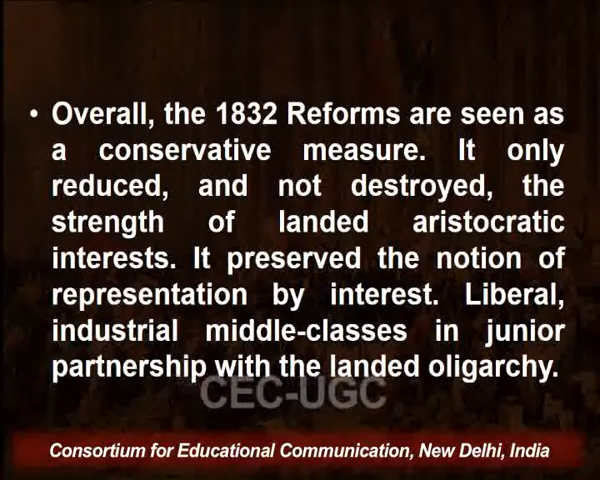 • Overall, the 1832 Reforms are seen as
a conservative measure. It only
reduced, and not destroyed, the
strength of landed aristocratic
interests. It preserved the notion of
representation by interest. Liberal,
industrial middle-classes in junior
partnership with the landed oligarchy.
CEC-UGC
Consortium for Educational Communication, New Delhi, India